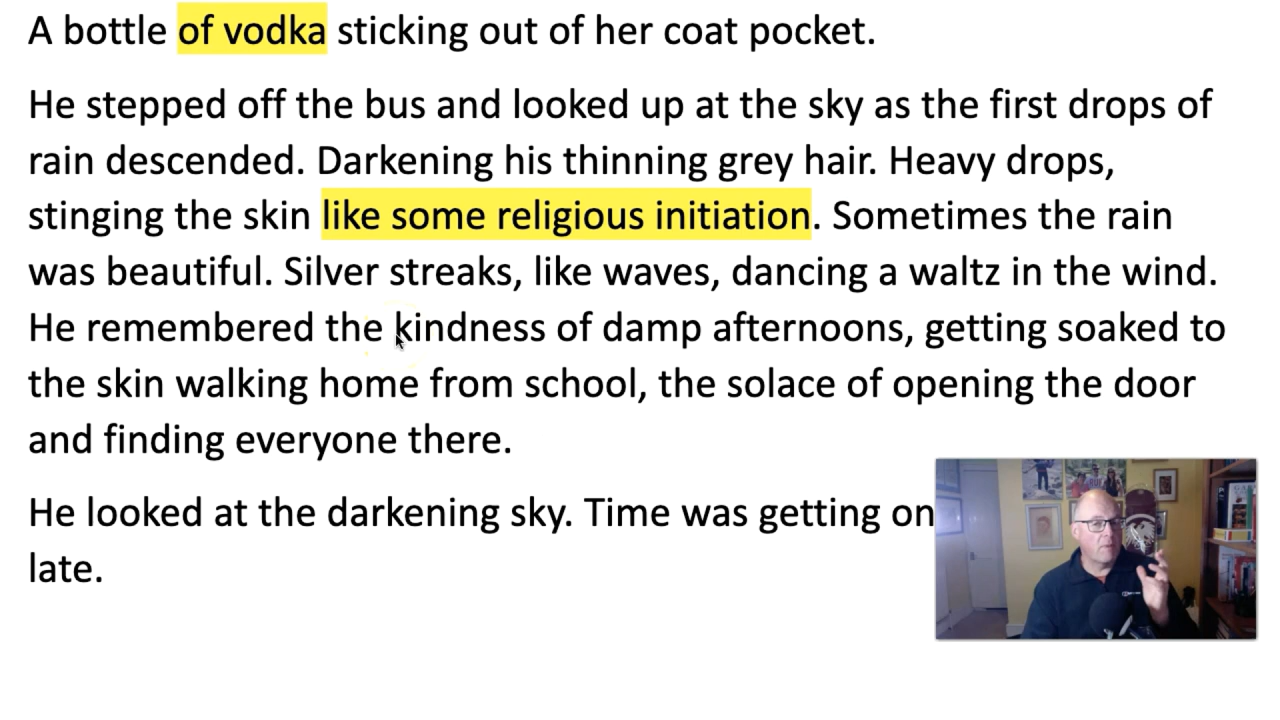 A bottle of vodka sticking out of her coat pocket.
He stepped off the bus and looked up at the sky as the first drops of
rain descended. Darkening his thinning grey hair. Heavy drops,
stinging the skin like some religious initiation. Sometimes the rain
was beautiful. Silver streaks, like waves, dancing a waltz in the wind.
He remembered the kindness of damp afternoons, getting soaked to
the skin walking home from school, the solace of opening the door
and finding everyone there.
He looked at the darkening sky. Time was getting on
late.